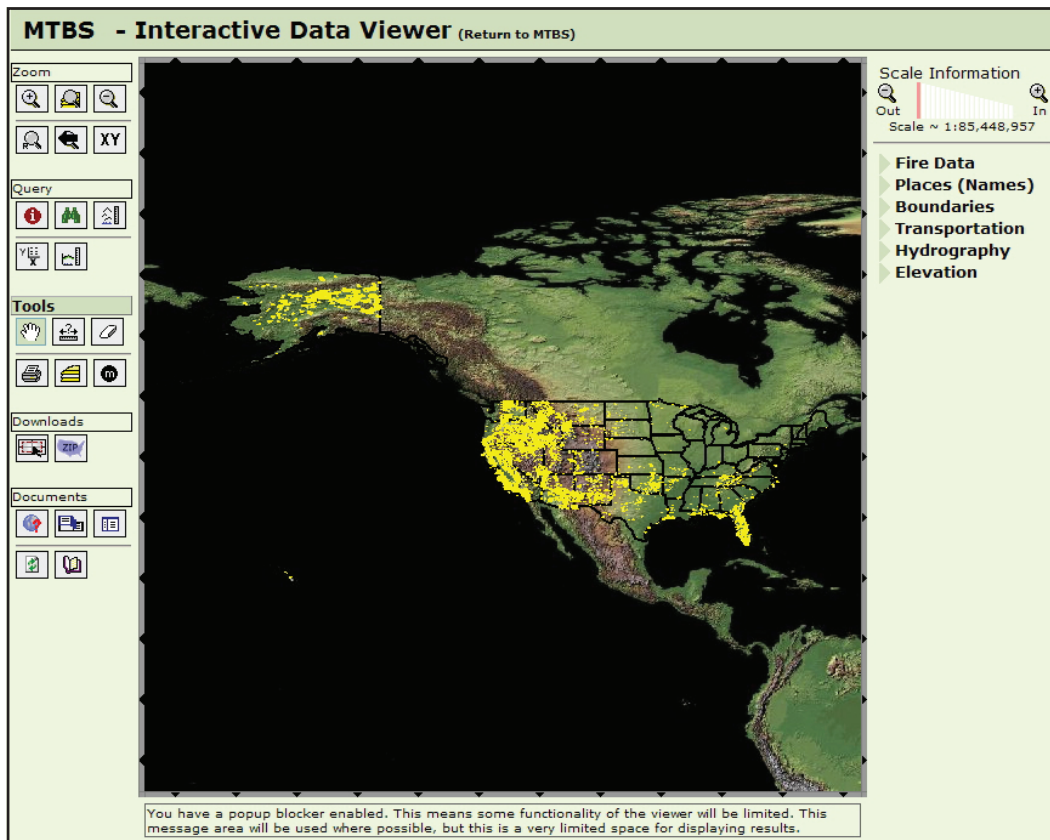 MTBS - Interactive Data Viewer (Return to MTBS)
Zoom
XY
Query
Y
X
Tools
?
m
Downloads
ZIP
Documents
?
Scale Information
Out
In
Scale ~ 1:85,448,957
Fire Data
Places (Names)
Boundaries
Transportation
Hydrography
Elevation
You have a popup blocker enabled. This means some functionality of the viewer will be limited. This
message area will be used where possible, but this is a very limited space for displaying results.